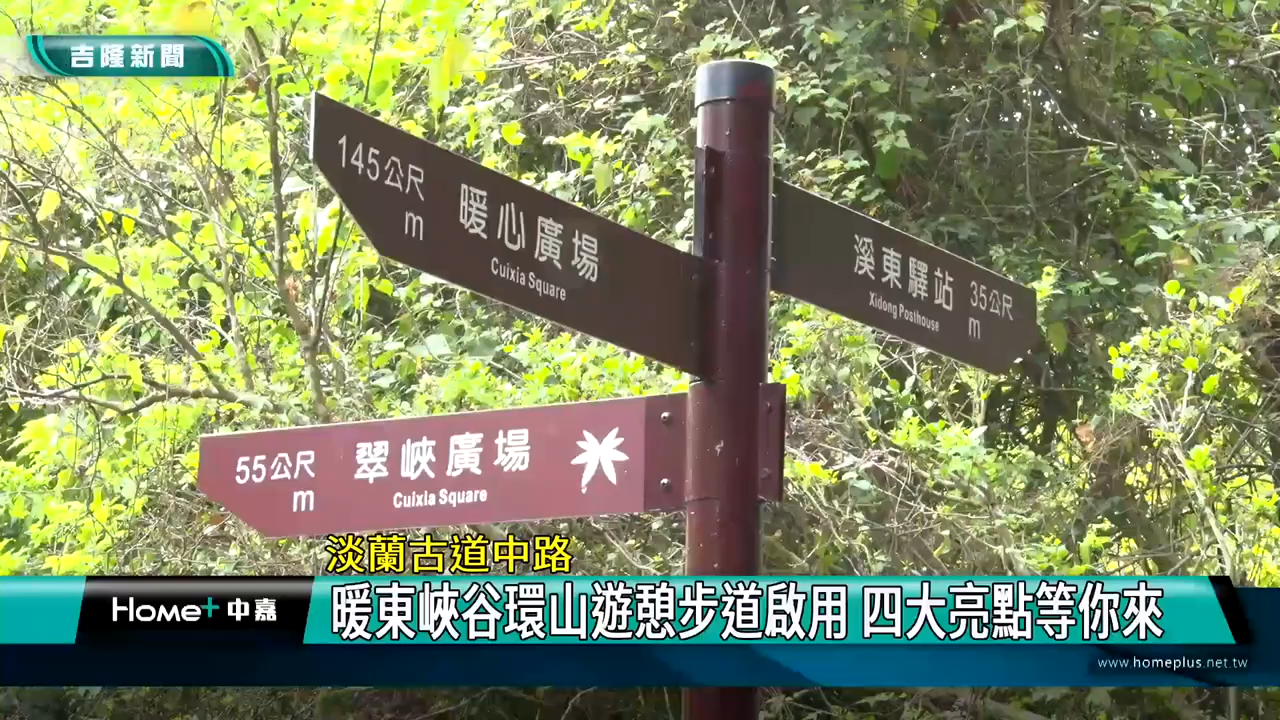 吉隆新聞
145公尺
m
暖心廣場
Cuixia Square
溪東驛站
Xidong Posthouse
35公尺
m
55公尺
m
翠峽廣場
Cuixia Square
淡蘭古道中路
Home+ 中嘉
暖東峽谷環山遊憩步道啟用 四大亮點等你來
www.homeplus.net.tw